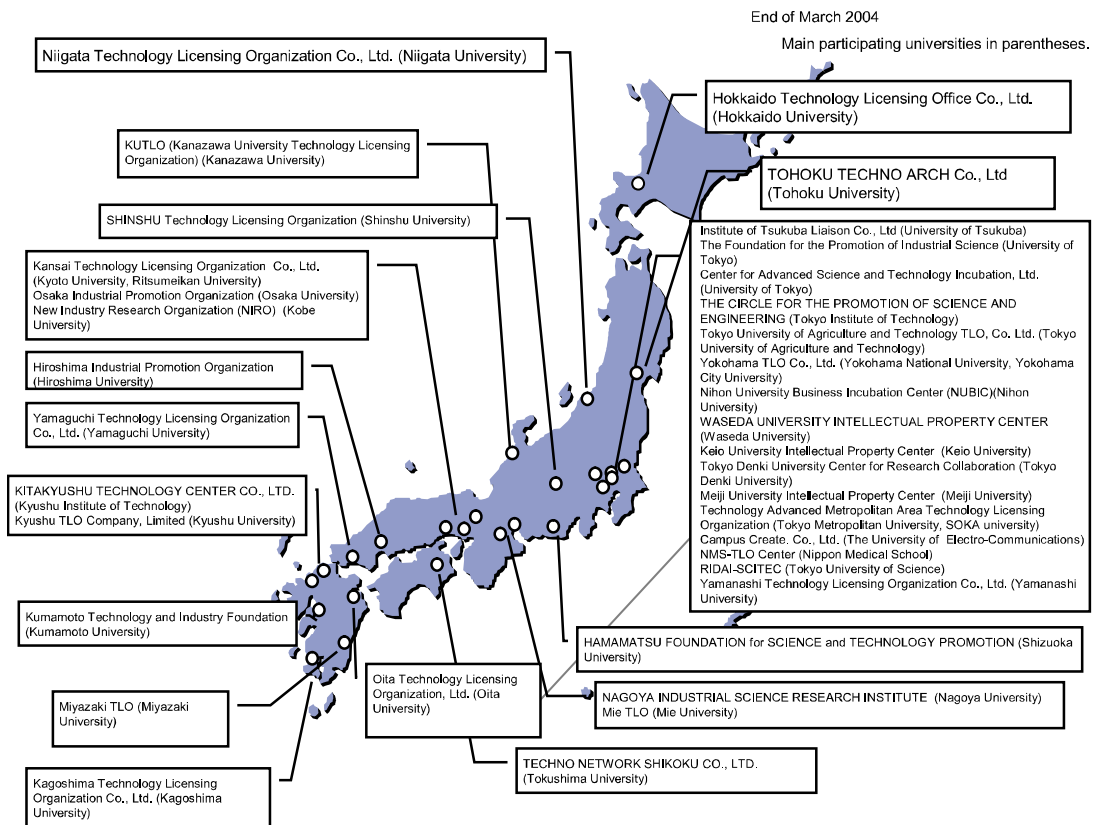 End of March 2004
Main participating universities in parentheses.
Niigata Technology Licensing Organization Co., Ltd. (Niigata University)
Hokkaido Technology Licensing Office Co., Ltd.
(Hokkaido University)
KUTLO (Kanazawa University Technology Licensing
Organization) (Kanazawa University)
TOHOKU TECHNO ARCH Co., Ltd
(Tohoku University)
SHINSHU Technology Licensing Organization (Shinshu University)
Institute of Tsukuba Liaison Co., Ltd (University of Tsukuba)
The Foundation for the Promotion of Industrial Science (University of
Tokyo)
Center for Advanced Science and Technology Incubation, Ltd.
(University of Tokyo)
THE CIRCLE FOR THE PROMOTION OF SCIENCE AND
ENGINEERING (Tokyo Institute of Technology)
Tokyo University of Agriculture and Technology TLO, Co. Ltd. (Tokyo
University of Agriculture and Technology)
Yokohama TLO Co., Ltd. (Yokohama National University, Yokohama
City University)
Nihon University Business Incubation Center (NUBIC)(Nihon
University)
WASEDA UNIVERSITY INTELLECTUAL PROPERTY CENTER
(Waseda University)
Keio University Intellectual Property Center (Keio University)
Tokyo Denki University Center for Research Collaboration (Tokyo
Denki University)
Meiji University Intellectual Property Center (Meiji University)
Technology Advanced Metropolitan Area Technology Licensing
Organization (Tokyo Metropolitan University, SOKA university)
Campus Create. Co., Ltd. (The University of Electro-Communications)
NMS-TLO Center (Nippon Medical School)
RIDAI-SCITEC (Tokyo University of Science)
Yamanashi Technology Licensing Organization Co., Ltd. (Yamanashi
University)
Kansai Technology Licensing Organization Co., Ltd.
(Kyoto University, Ritsumeikan University)
Osaka Industrial Promotion Organization (Osaka University)
New Industry Research Organization (NIRO) (Kobe
University)
Hiroshima Industrial Promotion Organization
(Hiroshima University)
Yamaguchi Technology Licensing Organization
Co., Ltd. (Yamaguchi University)
KITAKYUSHU TECHNOLOGY CENTER CO., LTD.
(Kyushu Institute of Technology)
Kyushu TLO Company, Limited (Kyushu University)
Kumamoto Technology and Industry Foundation
(Kumamoto University)
HAMAMATSU FOUNDATION for SCIENCE and TECHNOLOGY PROMOTION (Shizuoka
University)
Oita Technology Licensing
Organization, Ltd. (Oita
University)
NAGOYA INDUSTRIAL SCIENCE RESEARCH INSTITUTE (Nagoya University)
Mie TLO (Mie University)
Miyazaki TLO (Miyazaki
University)
TECHNO NETWORK SHIKOKU CO., LTD.
(Tokushima University)
Kagoshima Technology Licensing
Organization Co., Ltd. (Kagoshima
University)